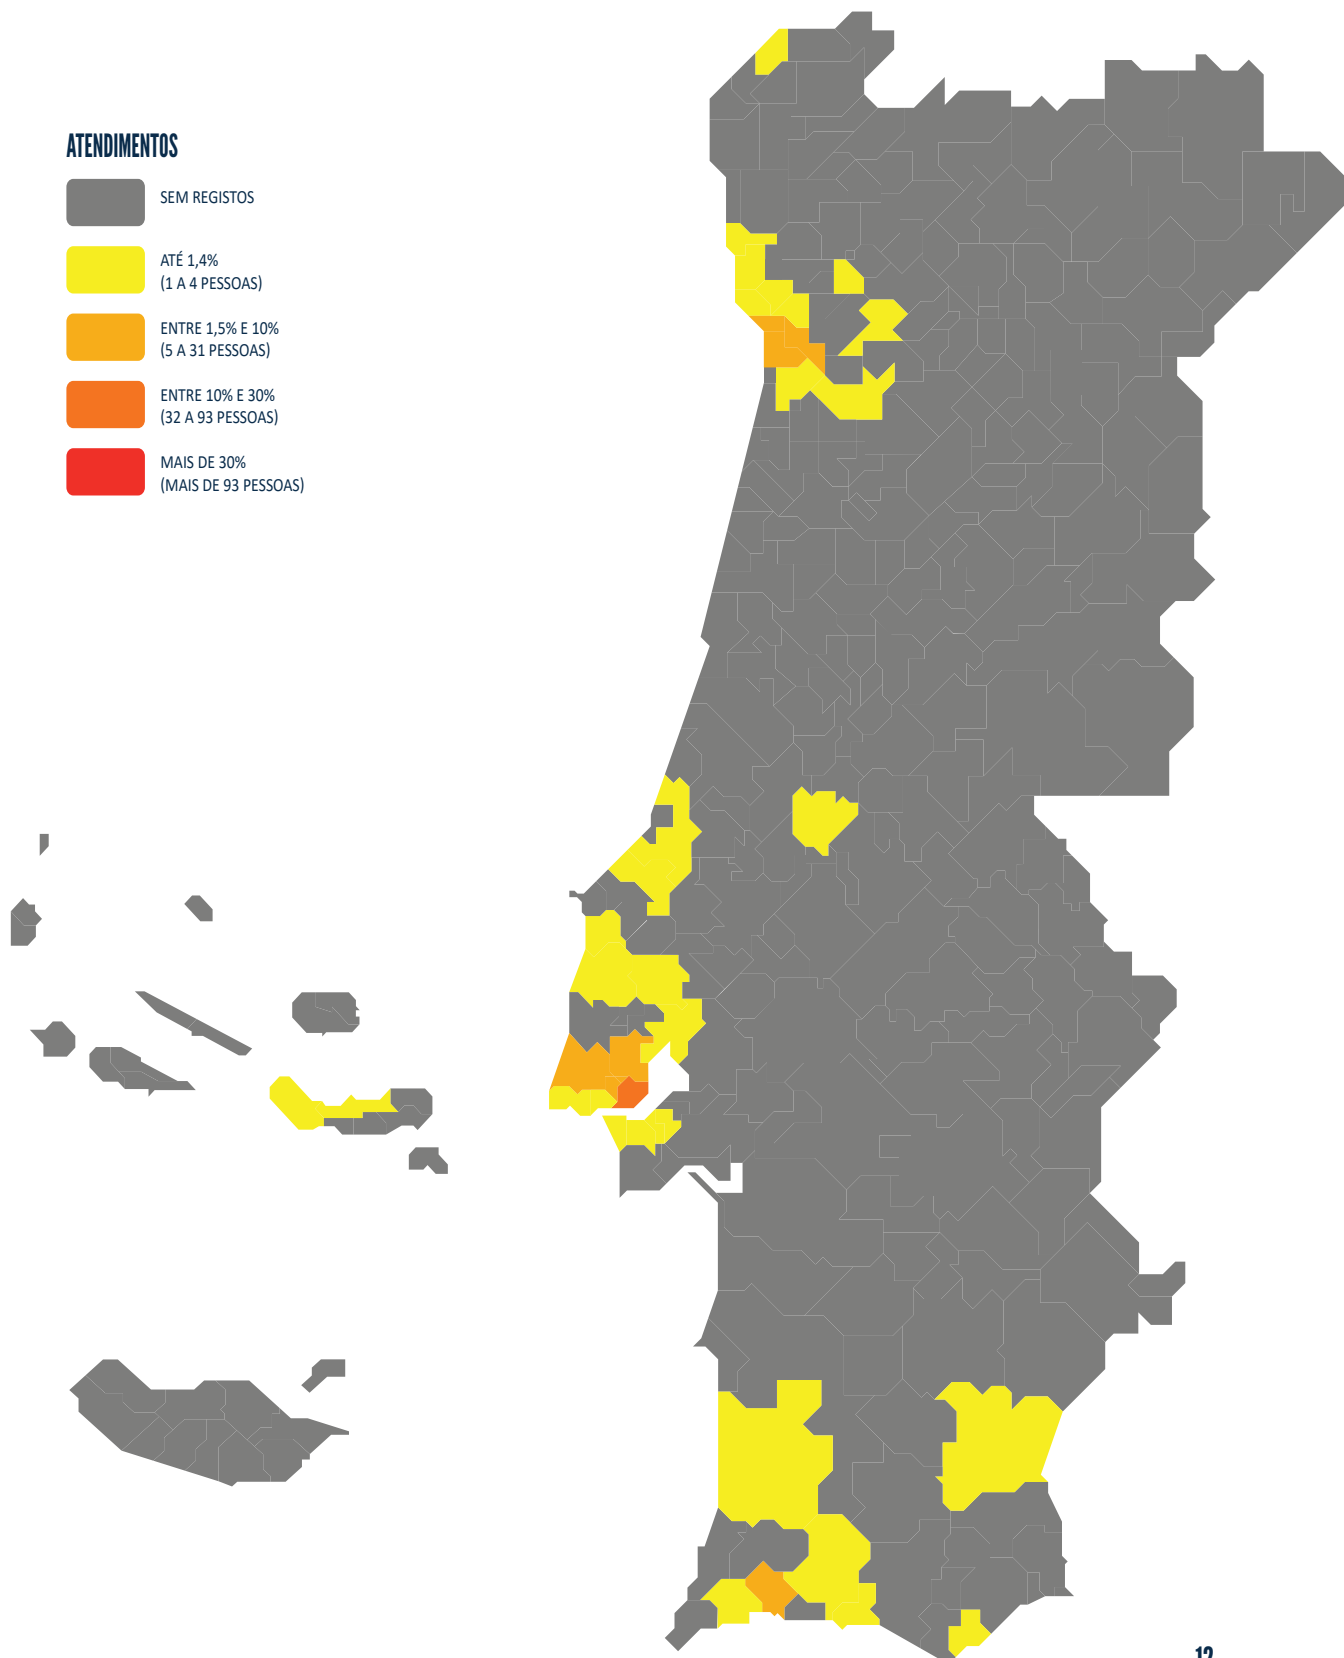 ATENDIMENTOS
SEM REGISTOS
ATÉ 1,4%
(1 A 4 PESSOAS)
ENTRE 1,5% E 10%
(5 A 31 PESSOAS)
ENTRE 10% E 30%
(32 A 93 PESSOAS)
MAIS DE 30%
(MAIS DE 93 PESSOAS)
12